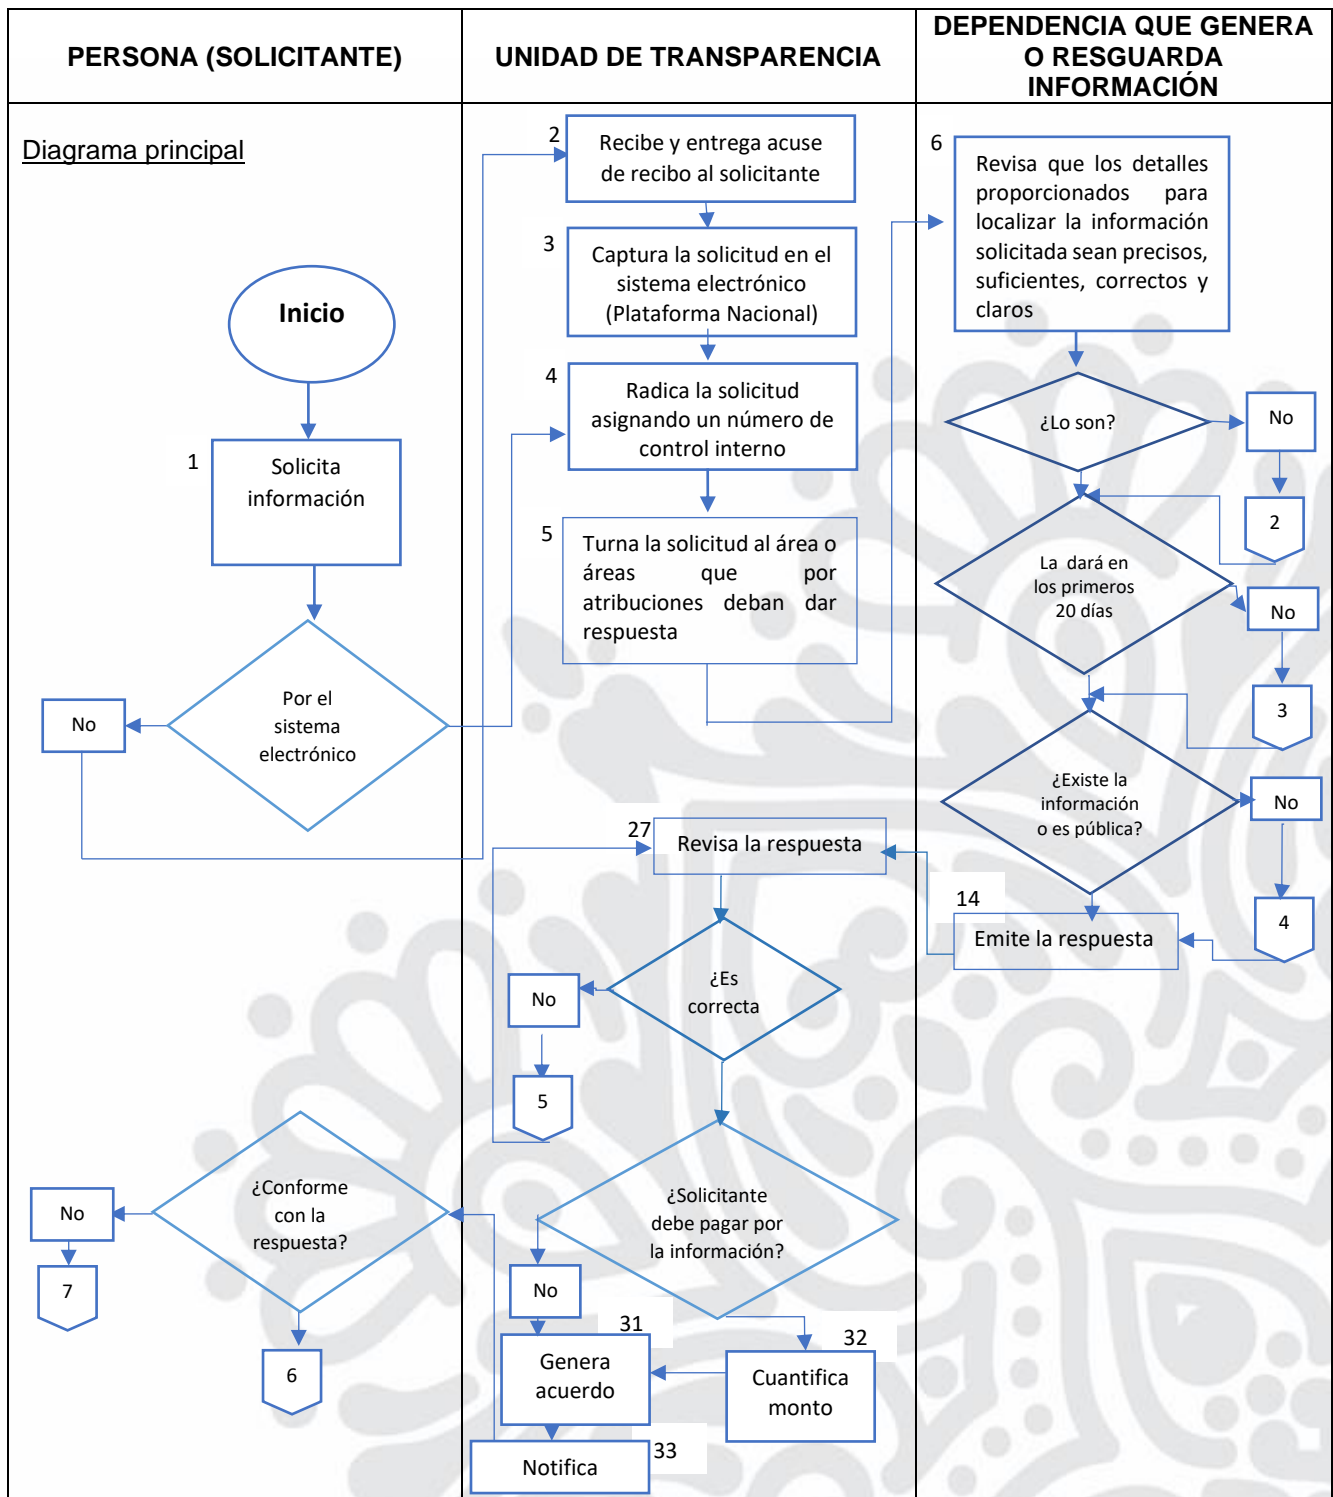 PERSONA (SOLICITANTE)
UNIDAD DE TRANSPARENCIA
DEPENDENCIA QUE GENERA
O RESGUARDA
INFORMACIÓN
Diagrama principal
Inicio
1
Solicita
información
Por el
sistema
electrónico
No
2
Recibe y entrega acuse
de recibo al solicitante
3
Captura la solicitud en el
sistema electrónico
(Plataforma Nacional)
4
Radica la solicitud
asignando un número de
control interno
5
Turna la solicitud al área o
áreas que por
atribuciones deban dar
respuesta
6
Revisa que los detalles
proporcionados para
localizar la información
solicitada sean precisos,
suficientes, correctos y
claros
¿Lo son?
No
2
La dará en
los primeros
20 días
No
3
¿Existe la
información
o es pública?
No
4
14
Emite la respuesta
27
Revisa la respuesta
¿Es
correcta
No
5
¿Solicitante
debe pagar por
la información?
No
31
Genera
acuerdo
32
Cuantifica
monto
33
Notifica
¿Conforme
con la
respuesta?
No
7
6